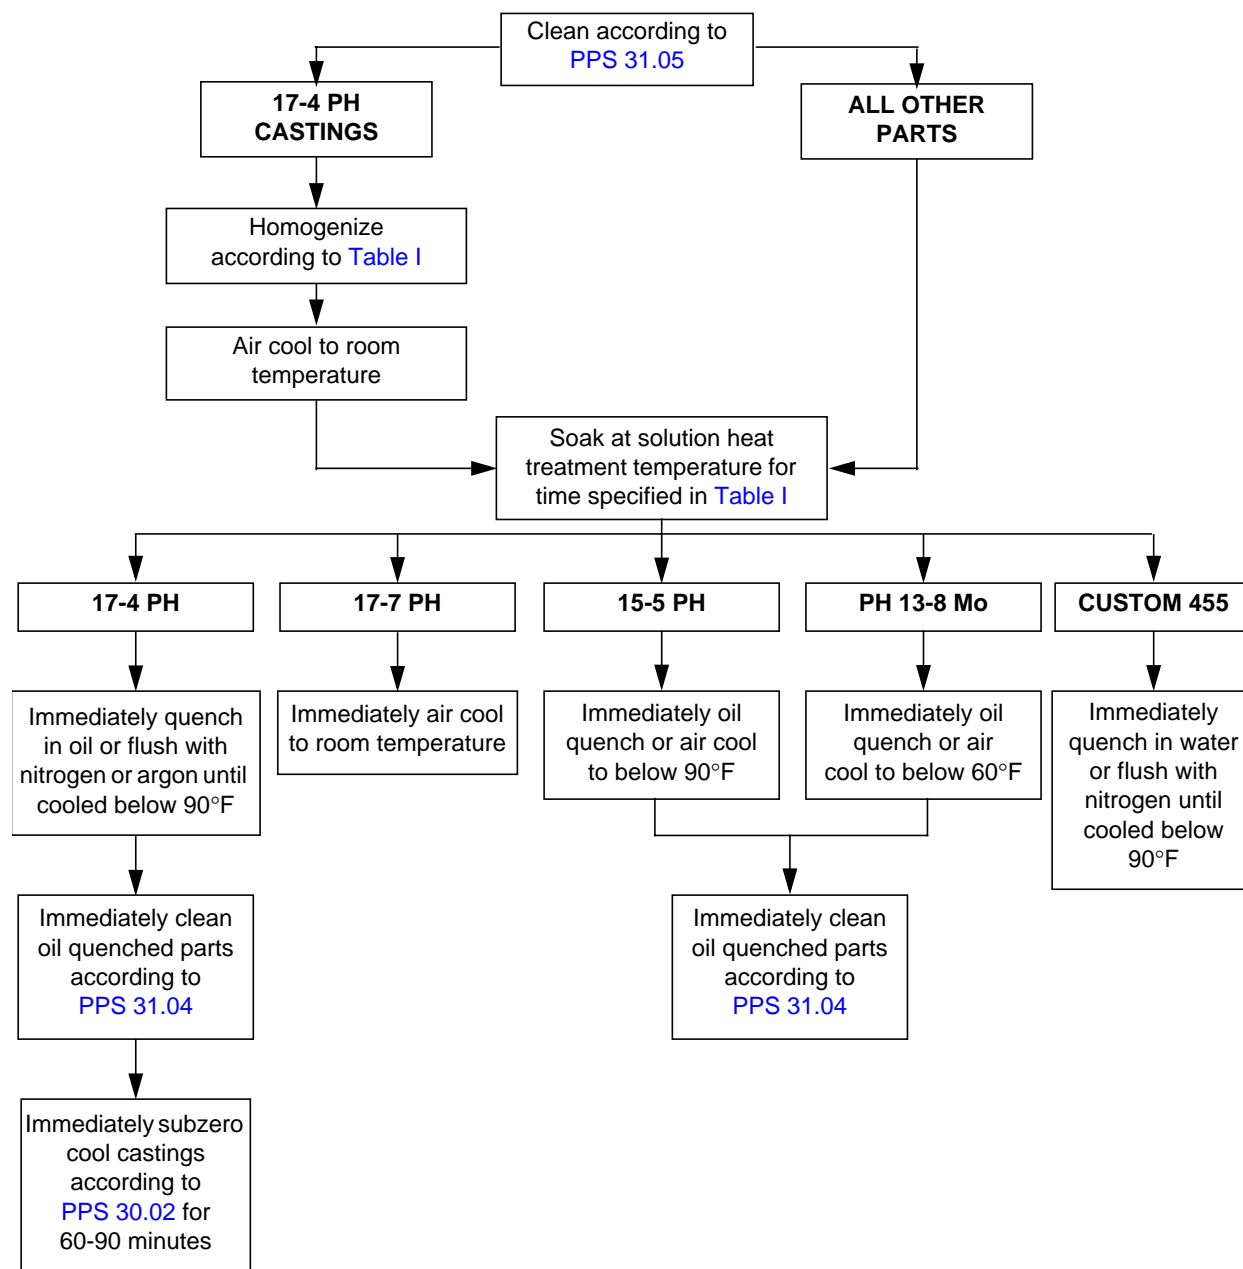 Clean according to
PPS 31.05
17-4 PH
CASTINGS
ALL OTHER
PARTS
Homogenize
according to Table I
Air cool to room
temperature
Soak at solution heat
treatment temperature for
time specified in Table I
17-4 PH
17-7 PH
15-5 PH
PH 13-8 Mo
CUSTOM 455
Immediately quench
in oil or flush with
nitrogen or argon until
cooled below 90°F
Immediately air cool
to room temperature
Immediately oil
quench or air cool
to below 90°F
Immediately oil
quench or air
cool to below 60°F
Immediately
quench in water
or flush with
nitrogen until
cooled below
90°F
Immediately clean
oil quenched parts
according to
PPS 31.04
Immediately clean
oil quenched parts
according to
PPS 31.04
Immediately subzero
cool castings
according to
PPS 30.02 for
60-90 minutes